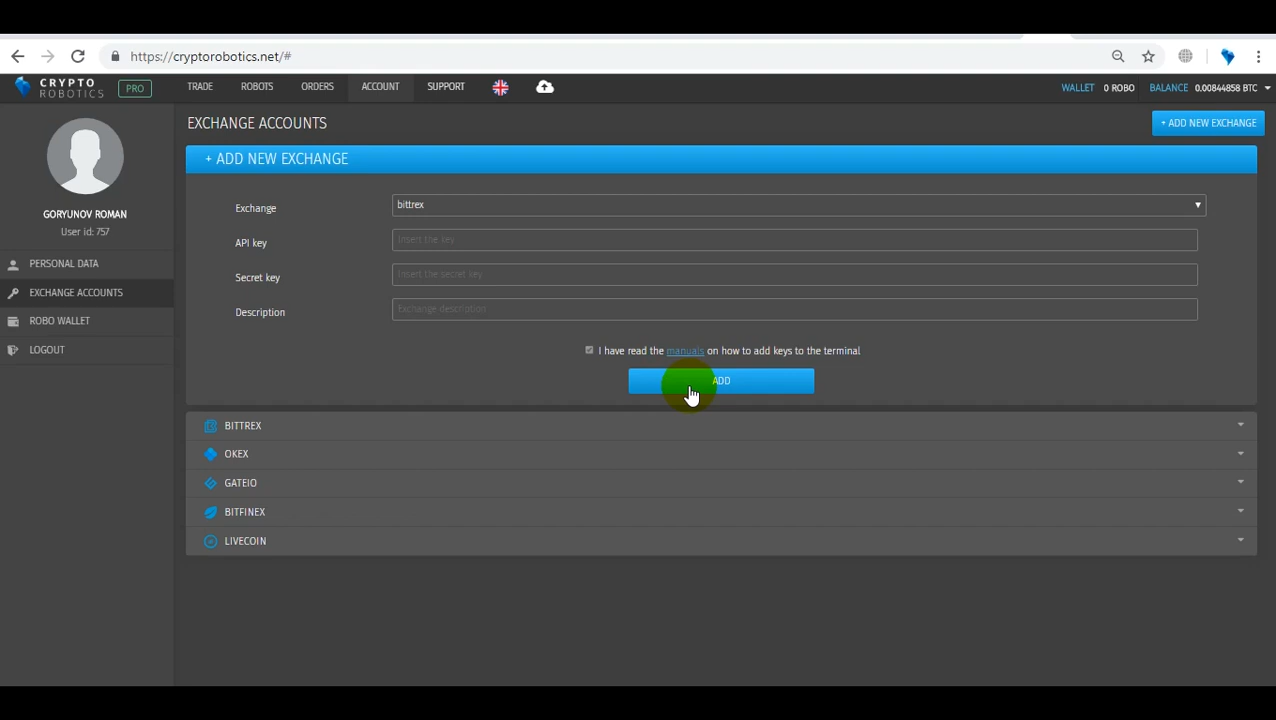 https://cryptorobotics.net/#
CRYPTO
ROBOTICS
PRO
TRADE
ROBOTS
ORDERS
ACCOUNT
SUPPORT
WALLET 0 ROBO
BALANCE 0.00844858 BTC
GORYUNOV ROMAN
User id: 757
PERSONAL DATA
EXCHANGE ACCOUNTS
ROBO WALLET
LOGOUT
EXCHANGE ACCOUNTS
+ ADD NEW EXCHANGE
+ ADD NEW EXCHANGE
Exchange
bittrex
API key
Insert the key
Secret key
Insert the secret key
Description
Exchange description
I have read the manuals on how to add keys to the terminal
ADD
BITTREX
OKEX
GATEIO
BITFINEX
LIVECOIN